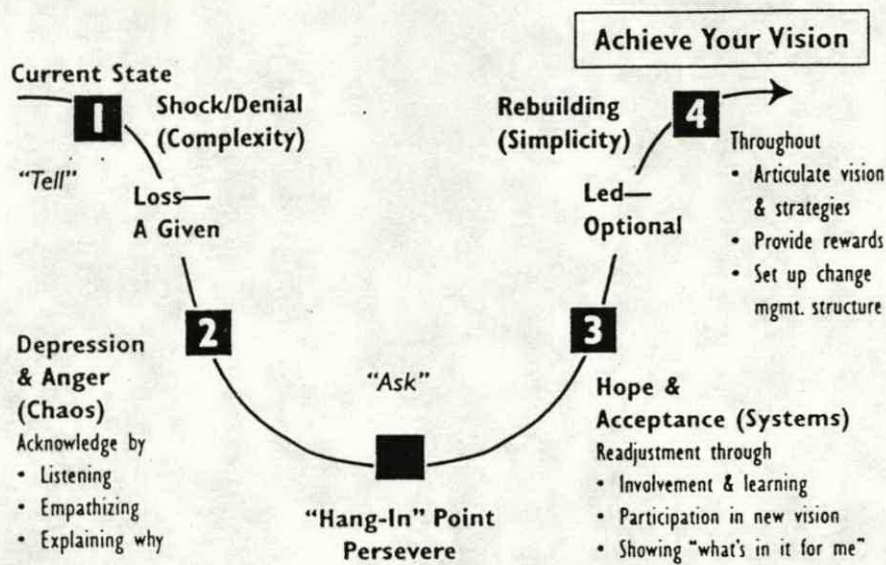 Achieve Your Vision
Current State
1
Shock/Denial
(Complexity)
"Tell"
Loss—
A Given
2
Depression
& Anger
(Chaos)
Acknowledge by
• Listening
• Empathizing
• Explaining why
"Ask"
"Hang-In" Point
Persevere
3
Hope &
Acceptance (Systems)
Readjustment through
• Involvement & learning
• Participation in new vision
• Showing "what's in it for me"
Led—
Optional
Rebuilding
(Simplicity)
4
Throughout
• Articulate vision
& strategies
• Provide rewards
• Set up change
mgmt. structure